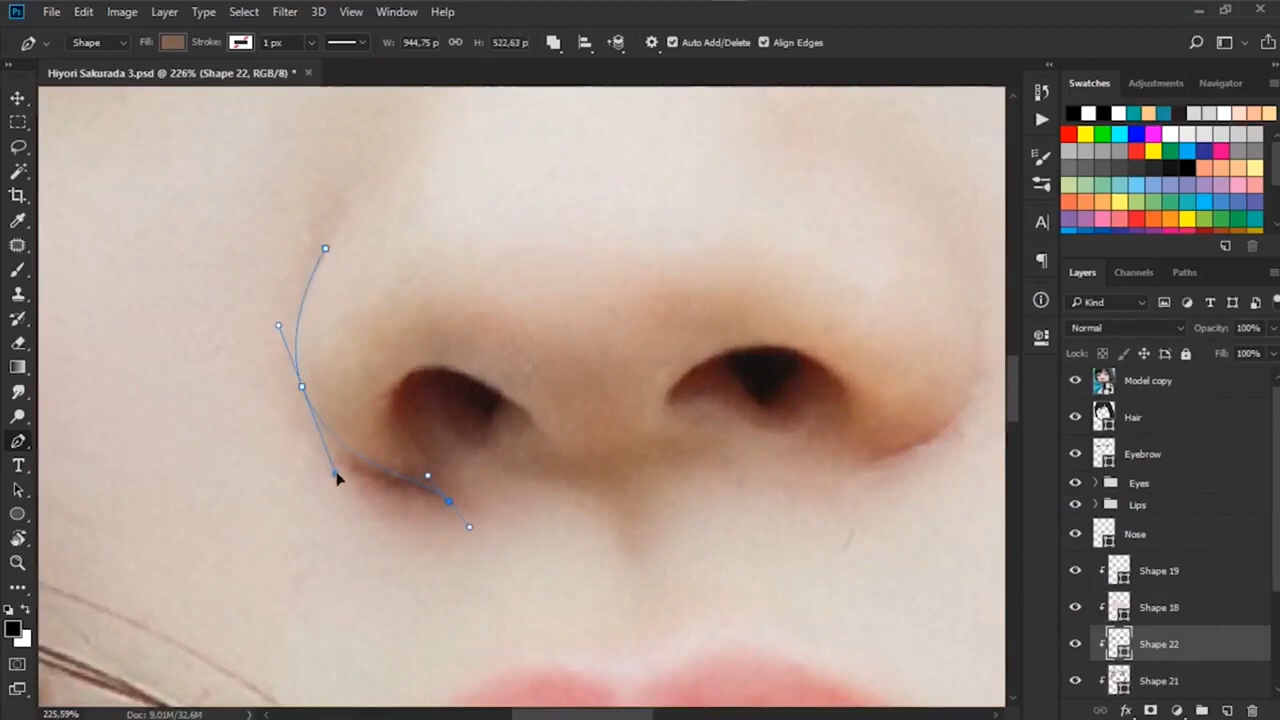 Ps File Edit Image Layer Type Select Filter 3D View Window Help
Shape Fill: Stroke: 1 px W: 944,75 p H: 522,63 p Auto Add/Delete Align Edges
Hiyori Sakurada 3.psd @ 226% (Shape 22, RGB/8) * ×
Swatches Adjustments Navigator
Layers Channels Paths
Kind
Normal Opacity: 100%
Lock: Fill: 100%
Model copy
Hair
Eyebrow
Eyes
Lips
Nose
Shape 19
Shape 18
Shape 22
Shape 21
225,59% Doc: 9,01M/32,6M